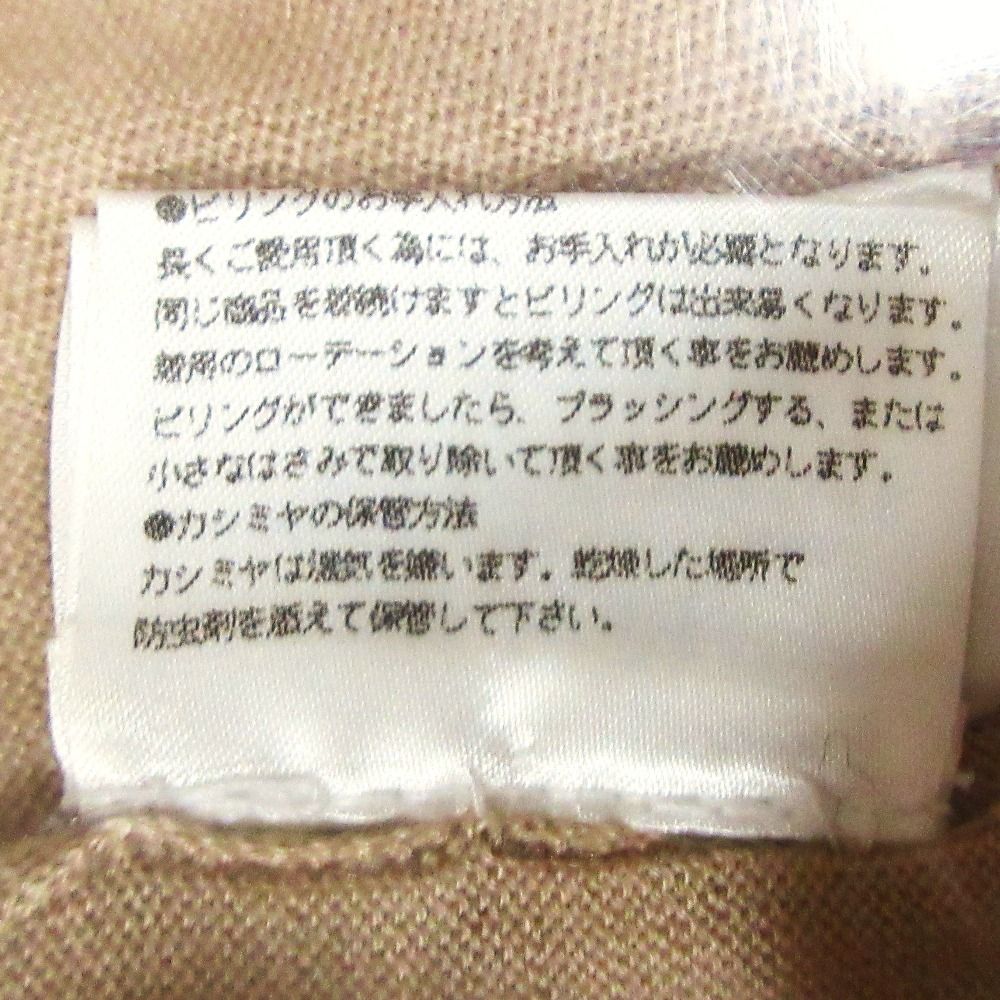 ●ピリングのお手入れ方法
長くご愛用頂く為には、お手入れが必要となります。
同じ商品を着続けますとピリングは出来易くなります。
着用のローテーションを考えて頂く事をお薦めします。
ピリングができましたら、ブラッシングする、または
小さなはさみで取り除いて頂く事をお薦めします。
●カシミヤの保管方法
カシミヤは湿気を嫌います。乾燥した場所で
防虫剤を添えて保管して下さい。